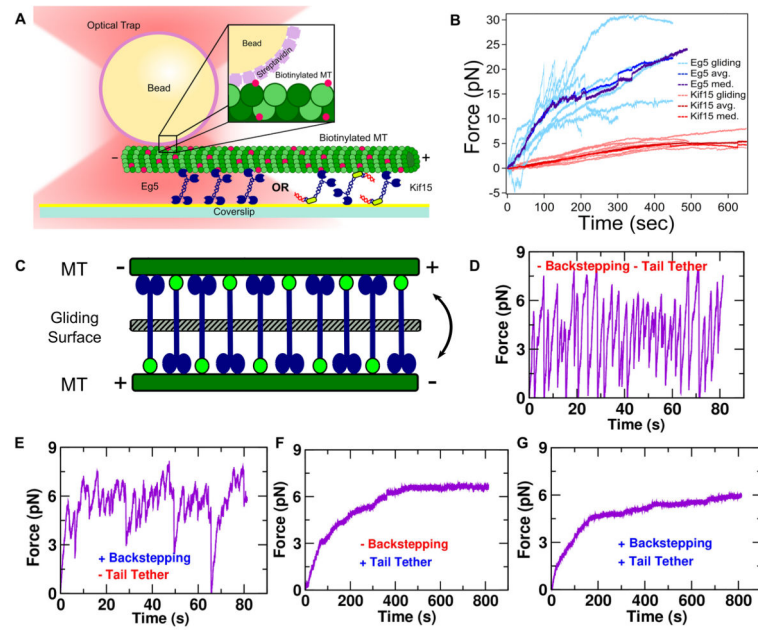 A
Optical Trap
Bead
Bead
Streptavidin
Biotinylated MT
Biotinylated MT
–
+
Eg5
OR
Kif15
Coverslip
B
Force (pN)
30
25
20
15
10
5
0
-5
0 100 200 300 400 500 600
Time (sec)
Eg5 gliding
Eg5 avg.
Eg5 med.
Kif15 gliding
Kif15 avg.
Kif15 med.
C
MT
-
+
Gliding
Surface
MT
+
-
D
- Backstepping - Tail Tether
Force (pN)
9
6
3
0
0 20 40 60 80
Time (s)
E
Force (pN)
9
6
3
0
+ Backstepping
- Tail Tether
0 20 40 60 80
Time (s)
F
Force (pN)
9
6
3
0
- Backstepping
+ Tail Tether
0 200 400 600 800
Time (s)
G
Force (pN)
9
6
3
0
+ Backstepping
+ Tail Tether
0 200 400 600 800
Time (s)